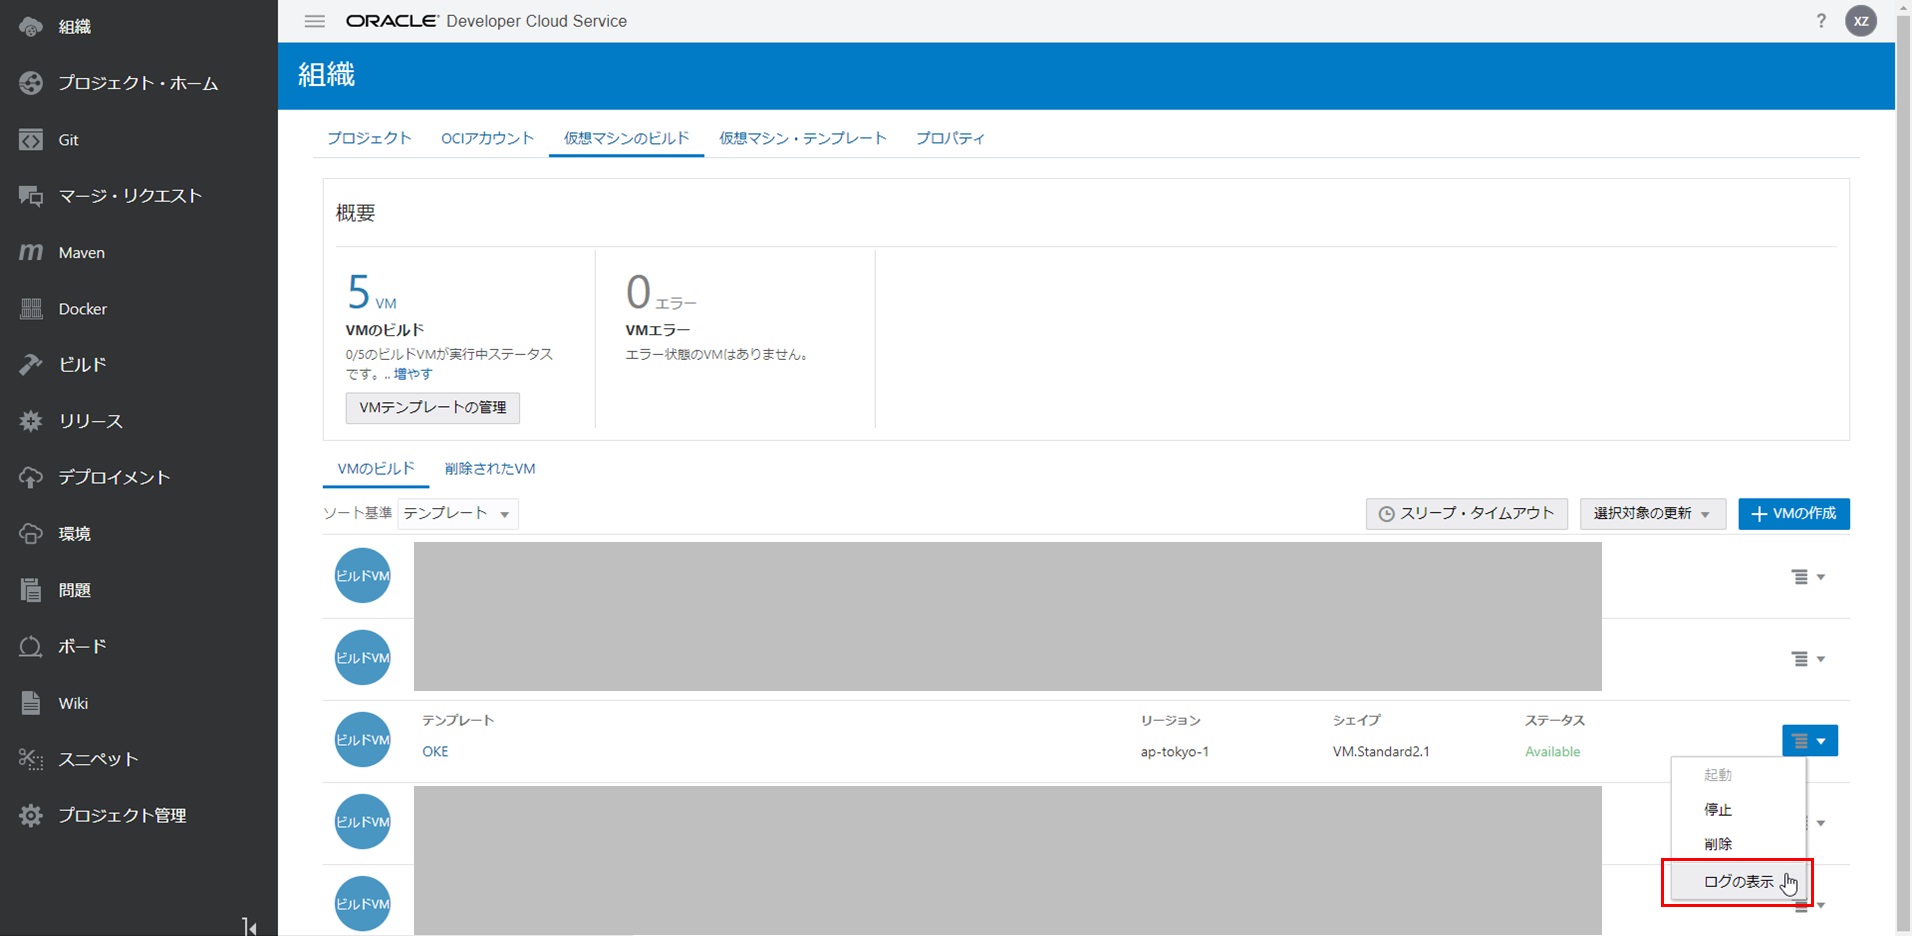 組織
プロジェクト・ホーム
Git
マージ・リクエスト
Maven
Docker
ビルド
リリース
デプロイメント
環境
問題
ボード
Wiki
スニペット
プロジェクト管理
ORACLE® Developer Cloud Service
?
XZ
組織
プロジェクト OCIアカウント 仮想マシンのビルド 仮想マシン・テンプレート プロパティ
概要
5 VM
VMのビルド
0/5のビルドVMが実行中ステータス
です。.. 増やす
VMテンプレートの管理
0 エラー
VMエラー
エラー状態のVMはありません。
VMのビルド 削除されたVM
ソート基準 テンプレート
スリープ・タイムアウト 選択対象の更新 VMの作成
ビルドVM
ビルドVM
ビルドVM
テンプレート リージョン シェイプ ステータス
OKE ap-tokyo-1 VM.Standard2.1 Available
起動
停止
削除
ログの表示
ビルドVM
ビルドVM